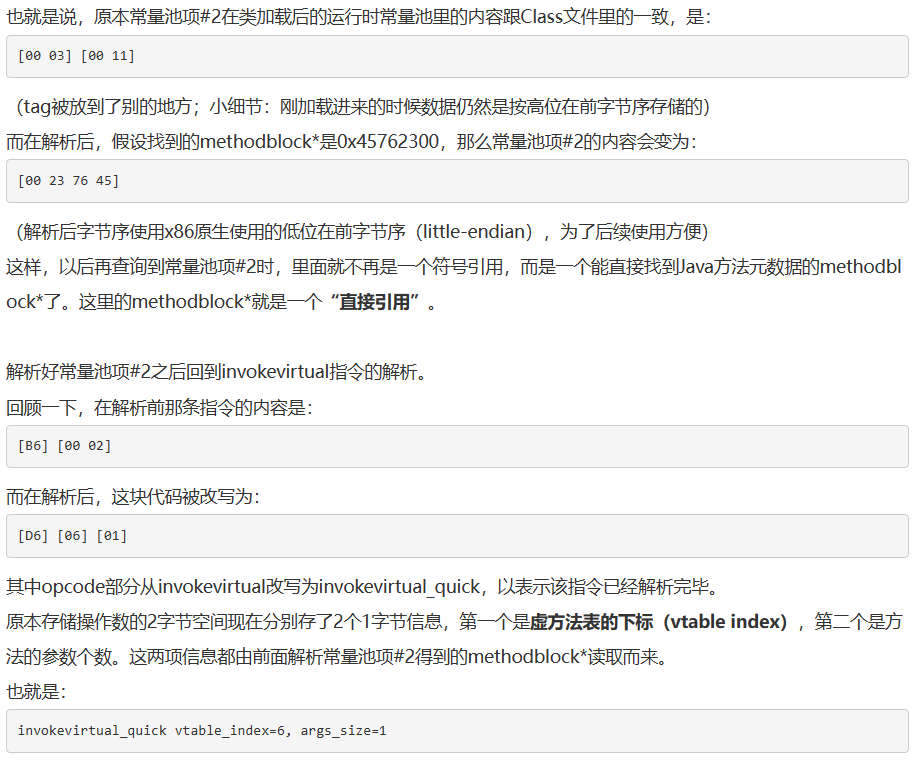 也就是说，原本常量池项#2在类加载后的运行时常量池里的内容跟Class文件里的一致，是：
[00 03] [00 11]
（tag被放到了别的地方；小细节：刚加载进来的时候数据仍然是按高位在前字节序存储的）
而在解析后，假设找到的methodblock*是0x45762300，那么常量池项#2的内容会变为：
[00 23 76 45]
（解析后字节序使用x86原生使用的低位在前字节序（little-endian），为了后续使用方便）
这样，以后再查询到常量池项#2时，里面就不再是一个符号引用，而是一个能直接找到Java方法元数据的methodbl
ock*了。这里的methodblock*就是一个“直接引用”。
解析好常量池项#2之后回到invokevirtual指令的解析。
回顾一下，在解析前那条指令的内容是：
[B6] [00 02]
而在解析后，这块代码被改写为：
[D6] [06] [01]
其中opcode部分从invokevirtual改写为invokevirtual_quick，以表示该指令已经解析完毕。
原本存储操作数的2字节空间现在分别存了2个1字节信息，第一个是虚方法表的下标（vtable index），第二个是方
法的参数个数。这两项信息都由前面解析常量池项#2得到的methodblock*读取而来。
也就是：
invokevirtual_quick vtable_index=6, args_size=1